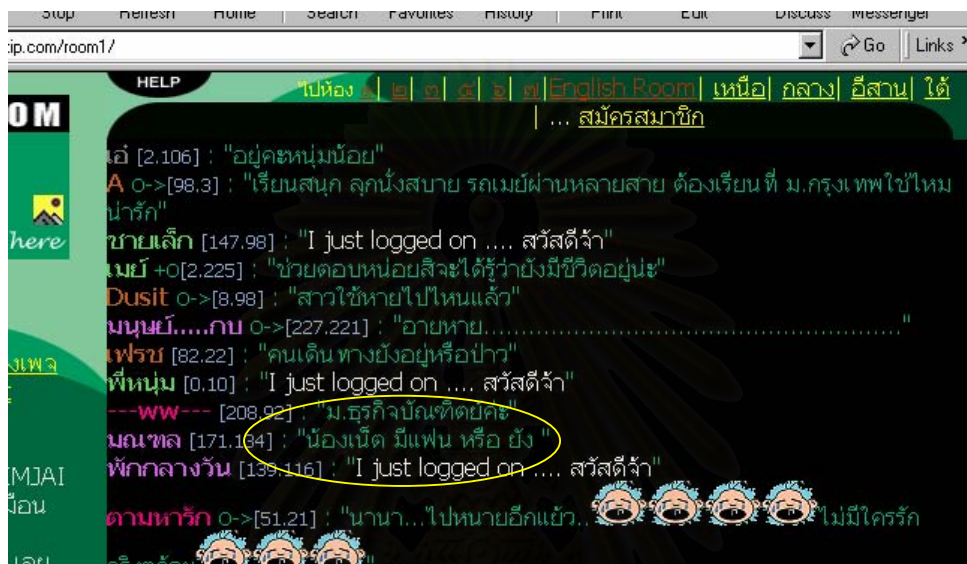 Stop Refresh Home Search Favorites History Print Edit Discuss Messenger
tip.com/room1/ Go Links
HELP
ไปห้อง ๑| ๒| ๓| ๕| ๖| ๗|English Room| เหนือ| กลาง| อีสาน| ใต้
| ... สมัครสมาชิก
OM
here
เอ๋ [2.106] : "อยู่คะหนุ่มน้อย"
A o->[98.3] : "เรียนสนุก ลุกนั่งสบาย รถเมย์ผ่านหลายสาย ต้องเรียน ที่ ม.กรุงเทพใช้ไหม
น่ารัก"
ชายเล็ก [147.98] : "I just logged on .... สวัสดีจ้า"
เมย์ +o[2.225] : "ช่วยตอบหน่อยสิจะได้รู้ว่ายังมีชีวิตอยู่น่ะ"
Dusit o->[8.98] : "สาวใช้หายไปไหนแล้ว"
มนุษย์.....กบ o->[227.221] : "อายหาย......................................................."
เฟรช [82.22] : "คนเดินทางยังอยู่หรือป่าว"
พี่หนุ่ม [0.10] : "I just logged on .... สวัสดีจ้า"
---ww--- [208.92] : "ม.ธุรกิจบัณฑิตย์ค่ะ"
มณฑล [171.134] : "น้องเน็ต มีแฟน หรือ ยัง "
พักกลางวัน [139.116] : "I just logged on .... สวัสดีจ้า"
[M]AI
ตามหารัก o->[51.21] : "นานา...ไปหนายอีกแย้ว.. ไม่มีใครรัก